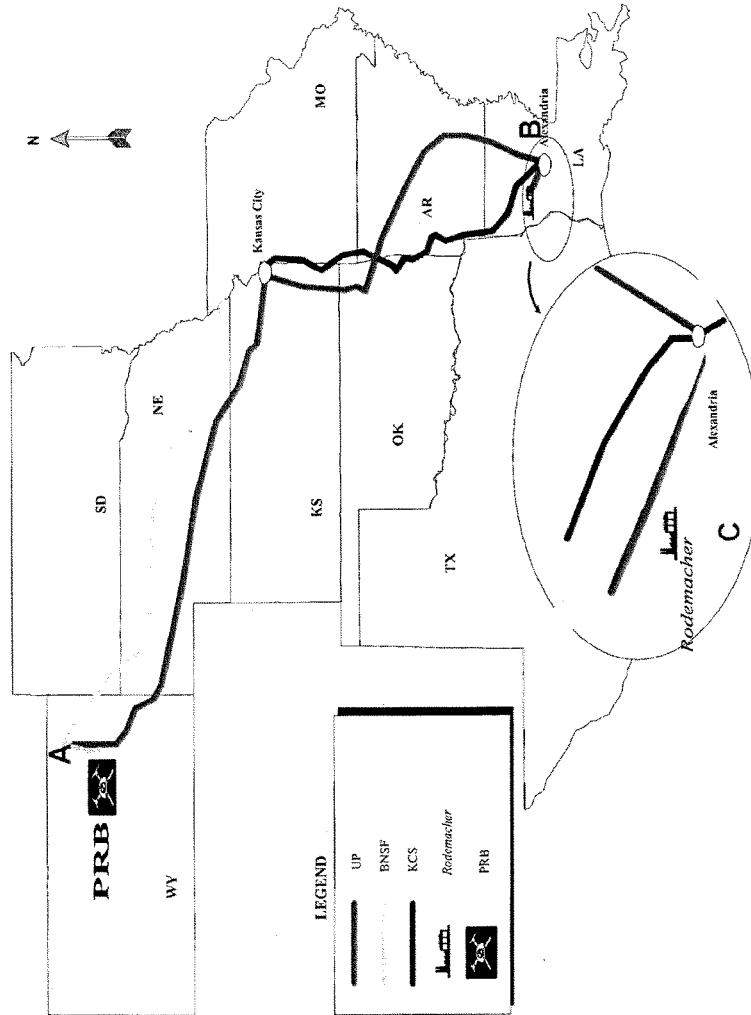 N
SD
NE
MO
Kansas City
A
PRB
WY
KS
OK
AR
TX
B
Alexandria
LA
Alexandria
Rodemacher
C
LEGEND
UP
BNSF
KCS
Rodemacher
PRB